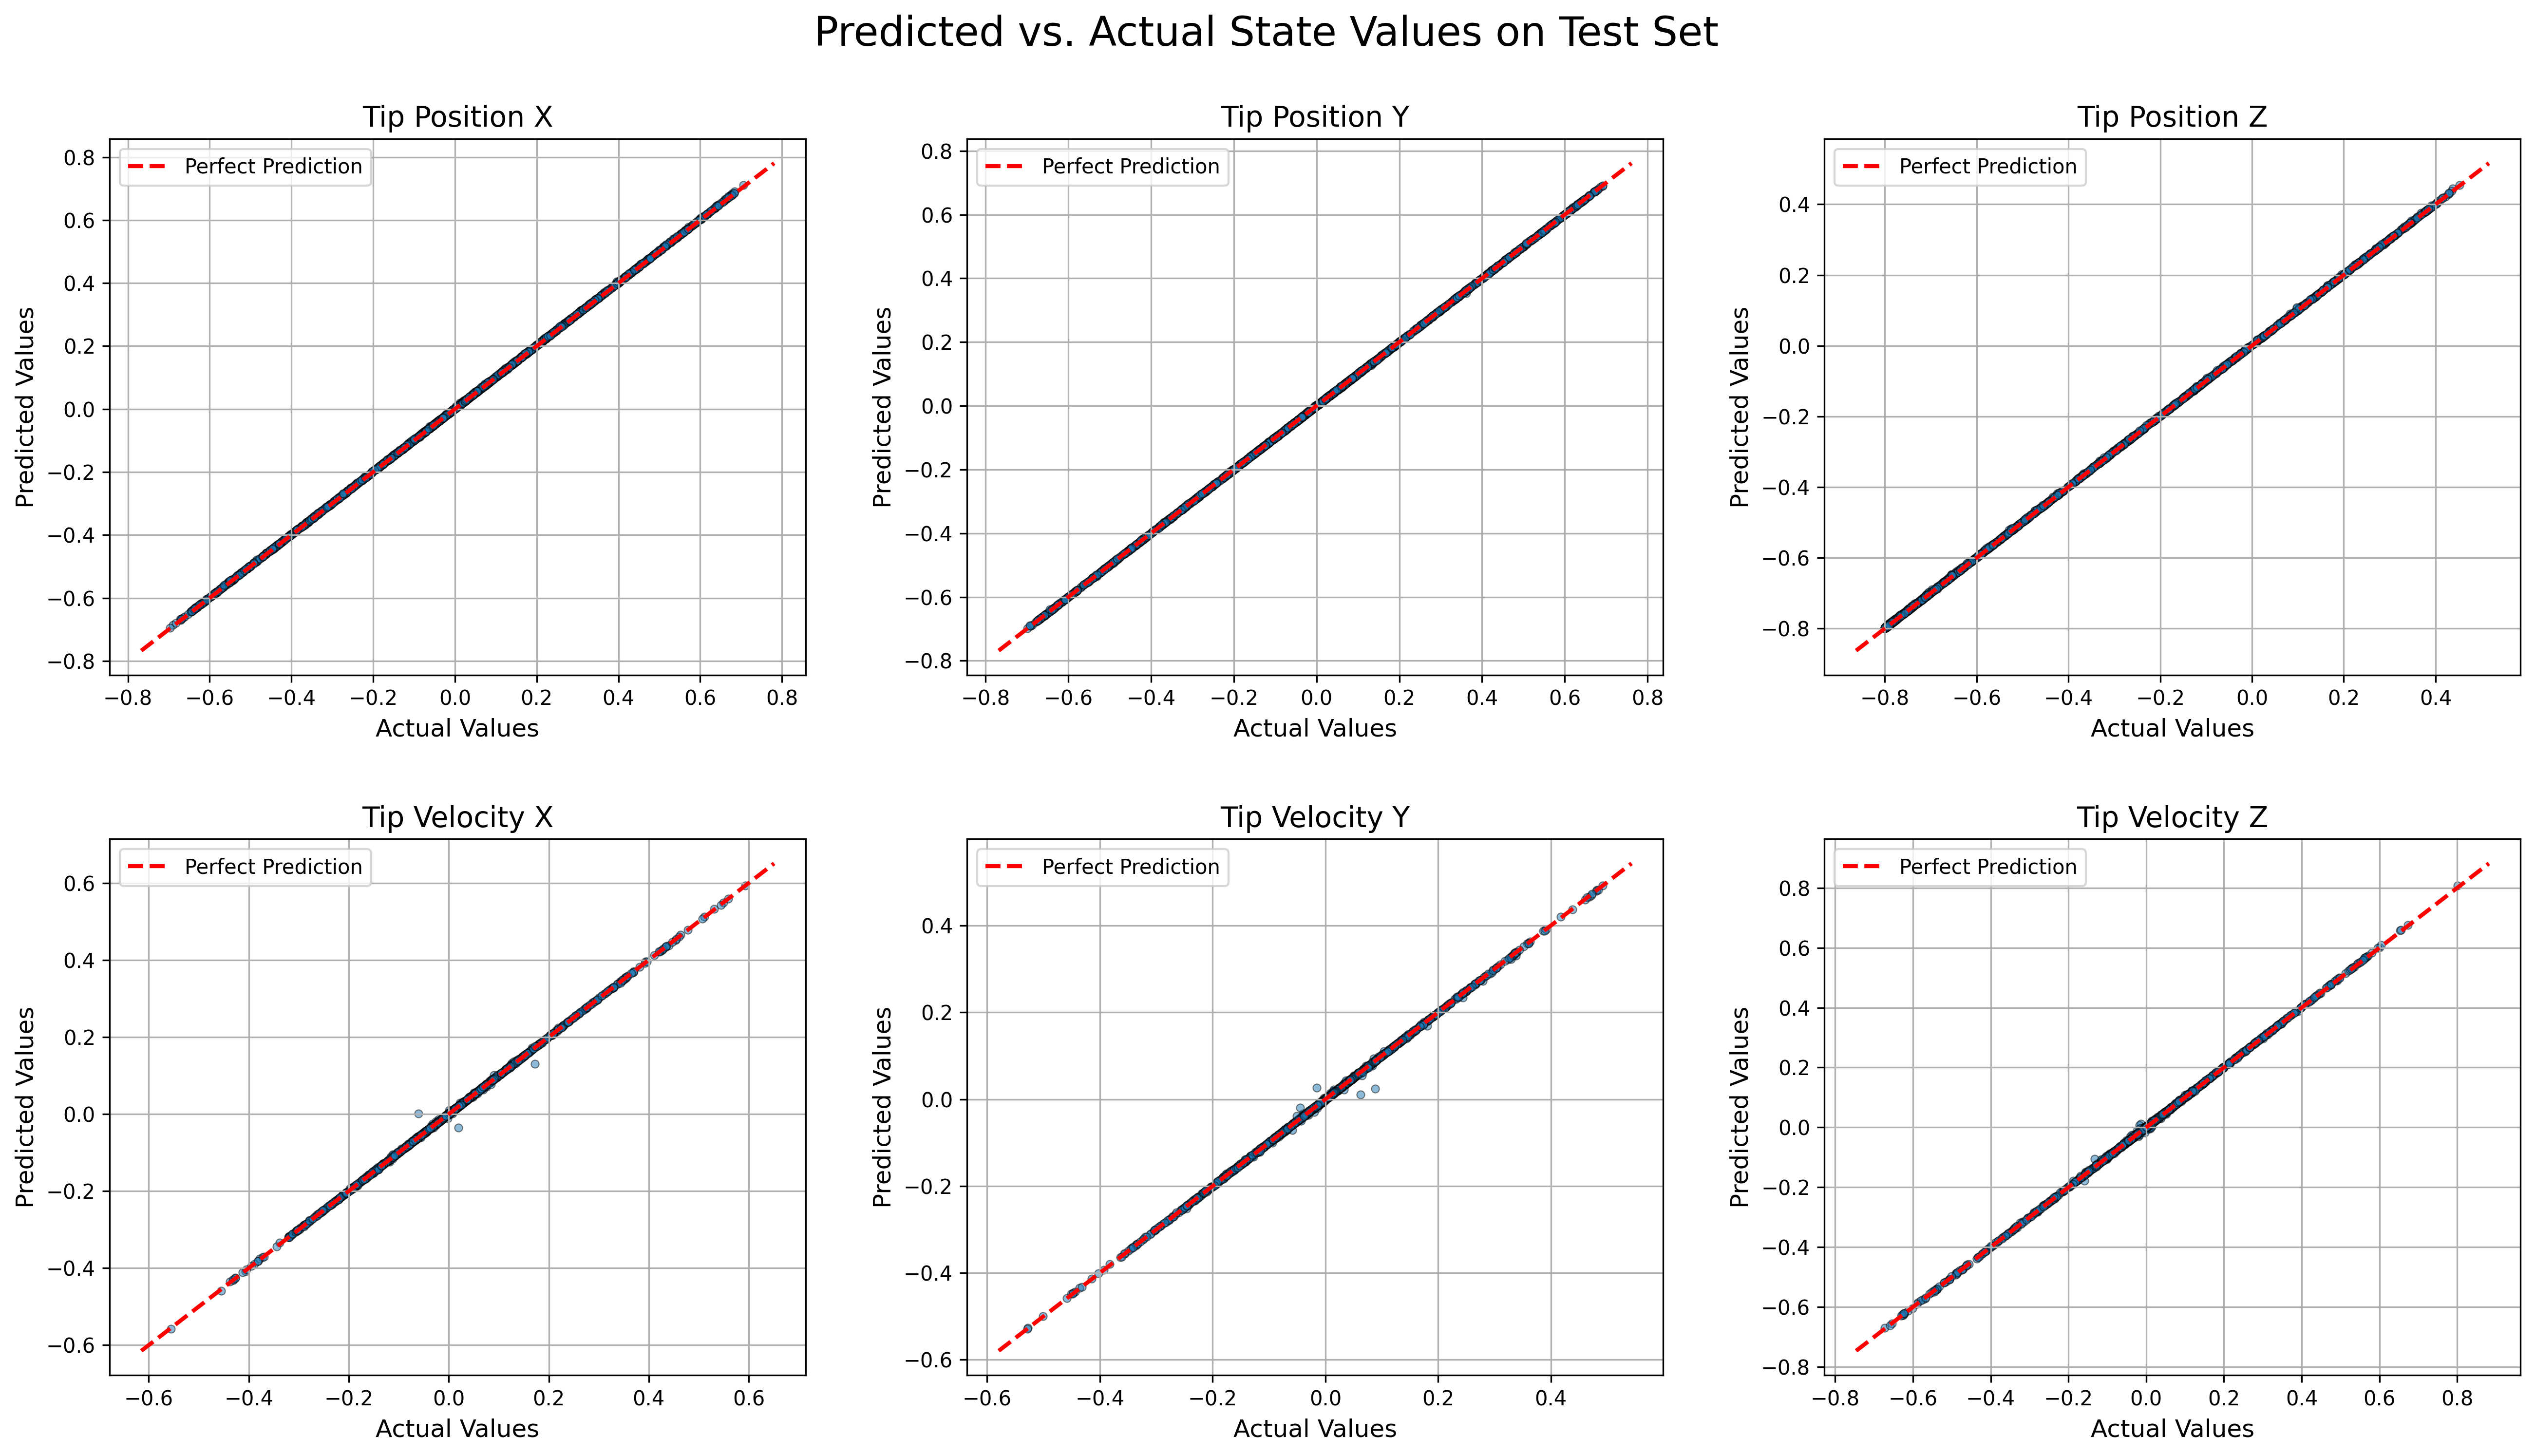 Predicted vs. Actual State Values on Test Set
Tip Position X
Perfect Prediction
Predicted Values
0.8
0.6
0.4
0.2
0.0
−0.2
−0.4
−0.6
−0.8
−0.8 −0.6 −0.4 −0.2 0.0 0.2 0.4 0.6 0.8
Actual Values
Tip Position Y
Perfect Prediction
Predicted Values
0.8
0.6
0.4
0.2
0.0
−0.2
−0.4
−0.6
−0.8
−0.8 −0.6 −0.4 −0.2 0.0 0.2 0.4 0.6 0.8
Actual Values
Tip Position Z
Perfect Prediction
Predicted Values
0.4
0.2
0.0
−0.2
−0.4
−0.6
−0.8
−0.8 −0.6 −0.4 −0.2 0.0 0.2 0.4
Actual Values
Tip Velocity X
Perfect Prediction
Predicted Values
0.6
0.4
0.2
0.0
−0.2
−0.4
−0.6
−0.6 −0.4 −0.2 0.0 0.2 0.4 0.6
Actual Values
Tip Velocity Y
Perfect Prediction
Predicted Values
0.4
0.2
0.0
−0.2
−0.4
−0.6
−0.6 −0.4 −0.2 0.0 0.2 0.4
Actual Values
Tip Velocity Z
Perfect Prediction
Predicted Values
0.8
0.6
0.4
0.2
0.0
−0.2
−0.4
−0.6
−0.8
−0.8 −0.6 −0.4 −0.2 0.0 0.2 0.4 0.6 0.8
Actual Values